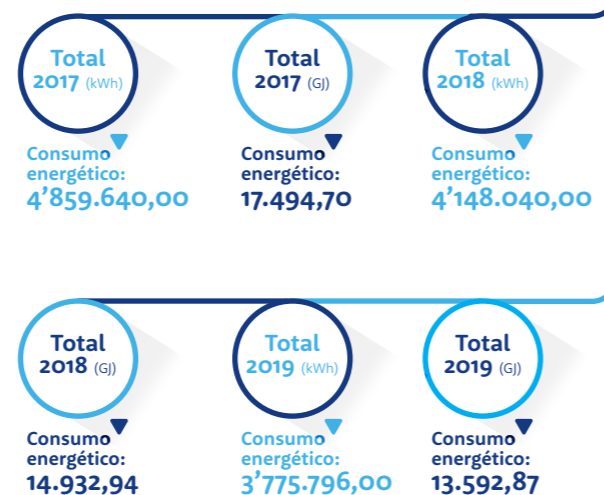 Total
2017 (kWh)
Consumo
energético:
4’859.640,00
Total
2017 (GJ)
Consumo
energético:
17.494,70
Total
2018 (kWh)
Consumo
energético:
4’148.040,00
Total
2018 (GJ)
Consumo
energético:
14.932,94
Total
2019 (kWh)
Consumo
energético:
3’775.796,00
Total
2019 (GJ)
Consumo
energético:
13.592,87